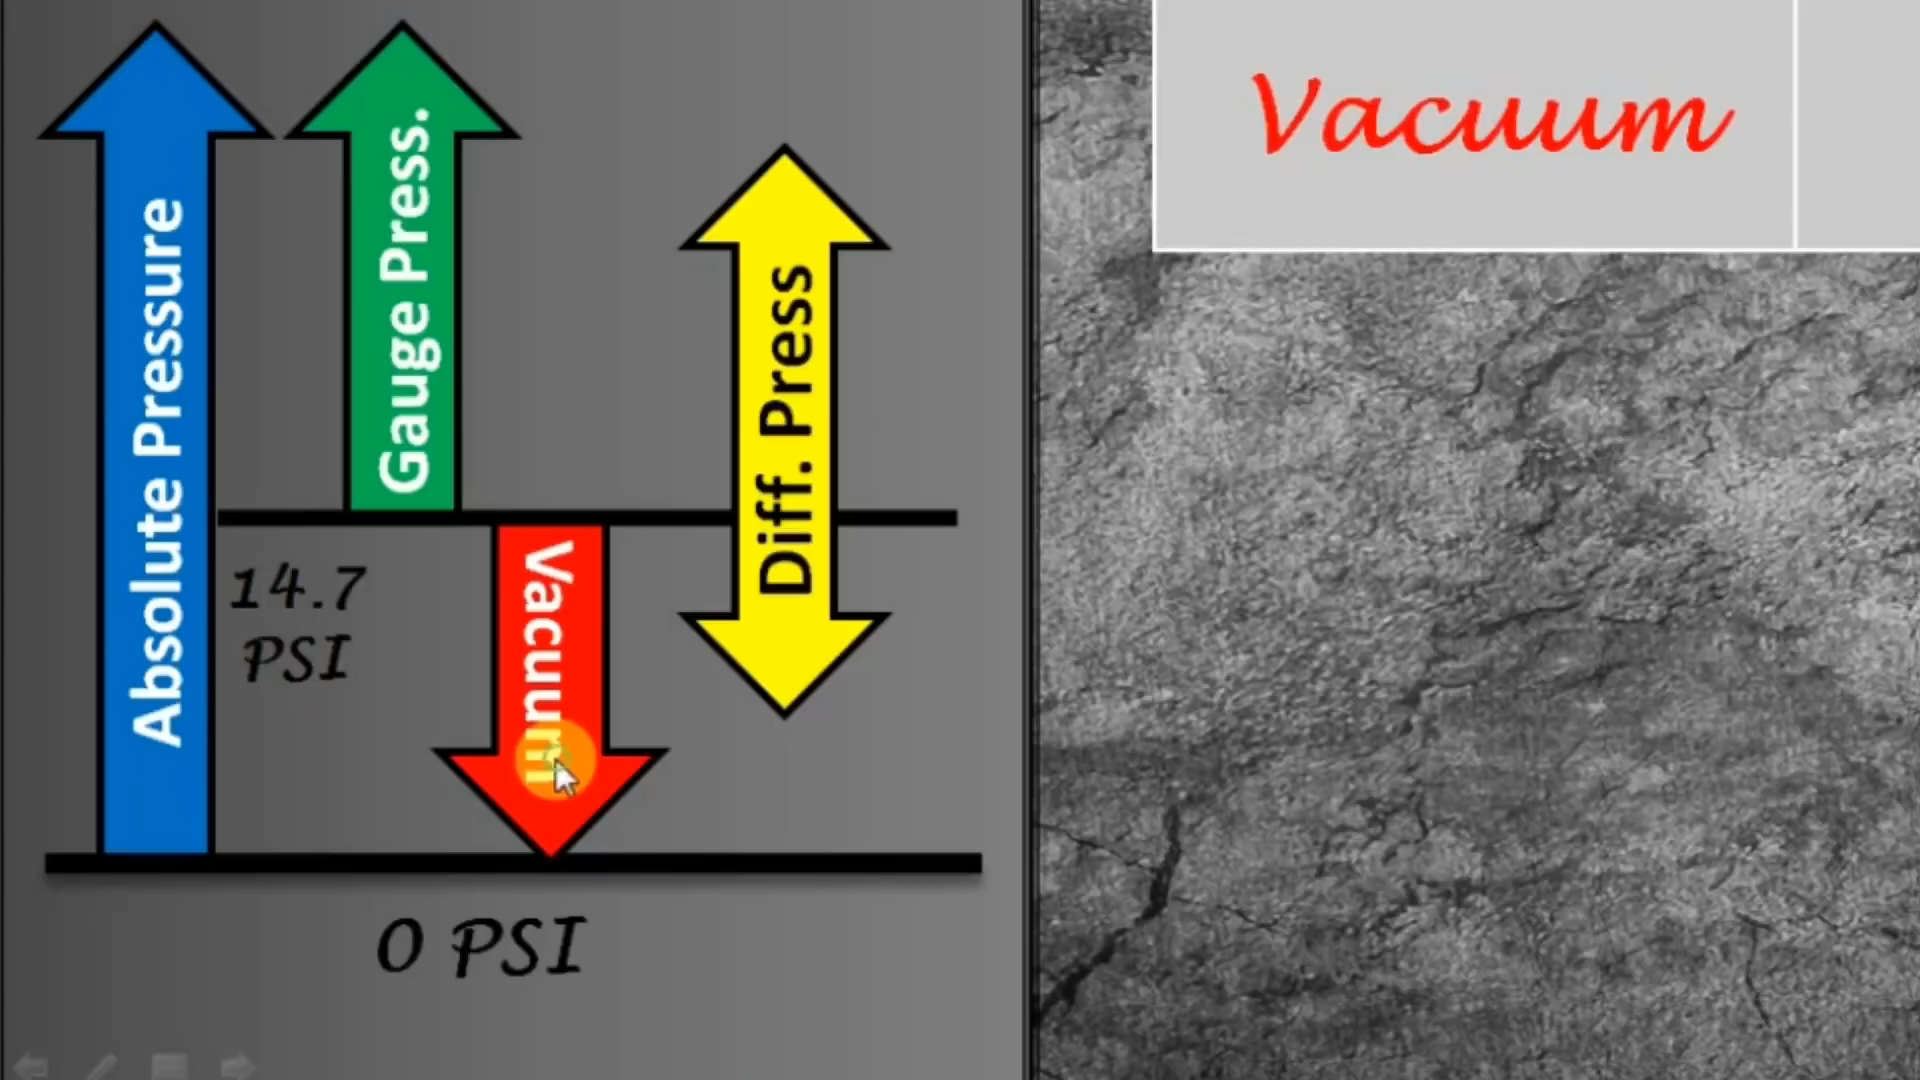 Absolute Pressure
Gauge Press.
Vacuum
Diff. Press
14.7
PSI
0 PSI
Vacuum